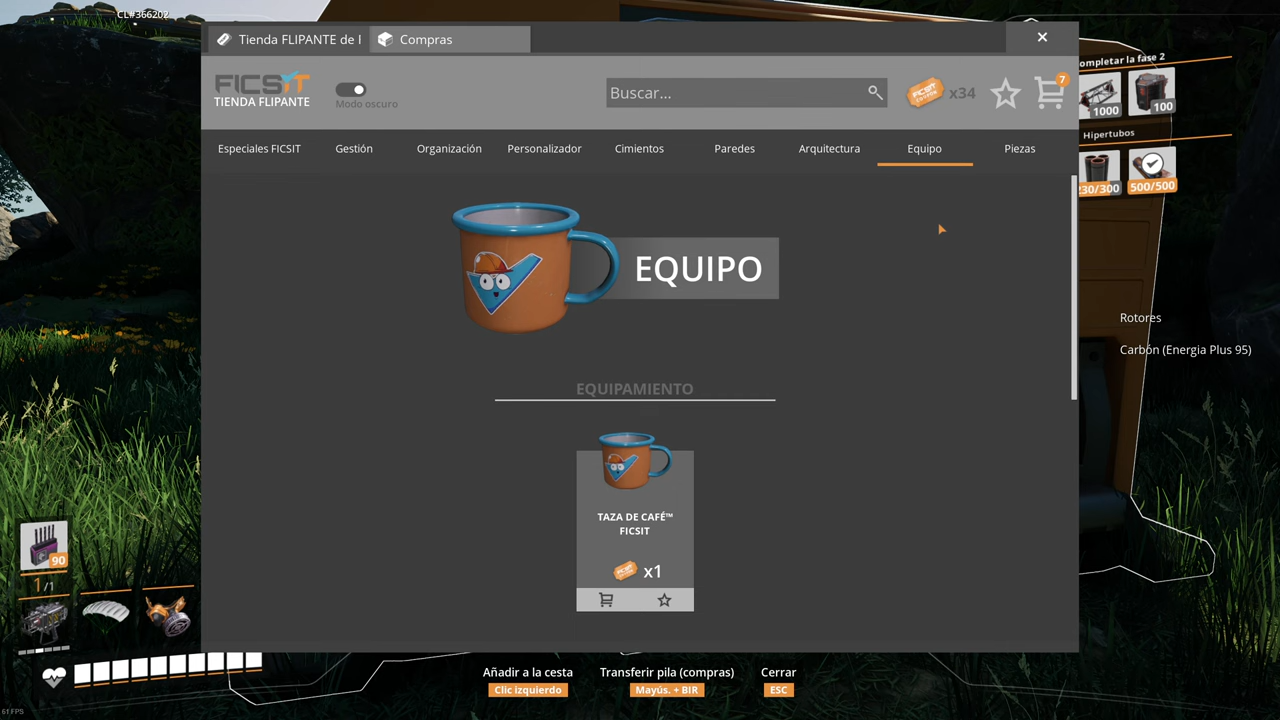 CL#366202
Tienda FLIPANTE de l
Compras
FICSIT
TIENDA FLIPANTE
Modo oscuro
Buscar...
x34
7
Especiales FICSIT
Gestión
Organización
Personalizador
Cimientos
Paredes
Arquitectura
Equipo
Piezas
EQUIPO
EQUIPAMIENTO
TAZA DE CAFÉ™
FICSIT
x1
ompletar la fase 2
1000
100
Hipertubos
230/300
500/500
Rotores
Carbón (Energia Plus 95)
90
1/1
Añadir a la cesta
Clic izquierdo
Transferir pila (compras)
Mayús. + BIR
Cerrar
ESC
61 FPS